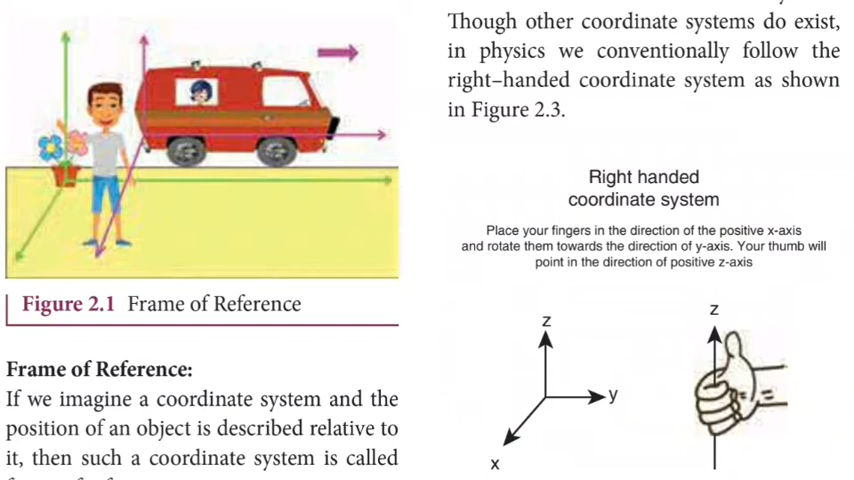 Figure 2.1 Frame of Reference
Frame of Reference:
If we imagine a coordinate system and the
position of an object is described relative to
it, then such a coordinate system is called
Though other coordinate systems do exist,
in physics we conventionally follow the
right–handed coordinate system as shown
in Figure 2.3.
Right handed
coordinate system
Place your fingers in the direction of the positive x-axis
and rotate them towards the direction of y-axis. Your thumb will
point in the direction of positive z-axis
z
y
x
z